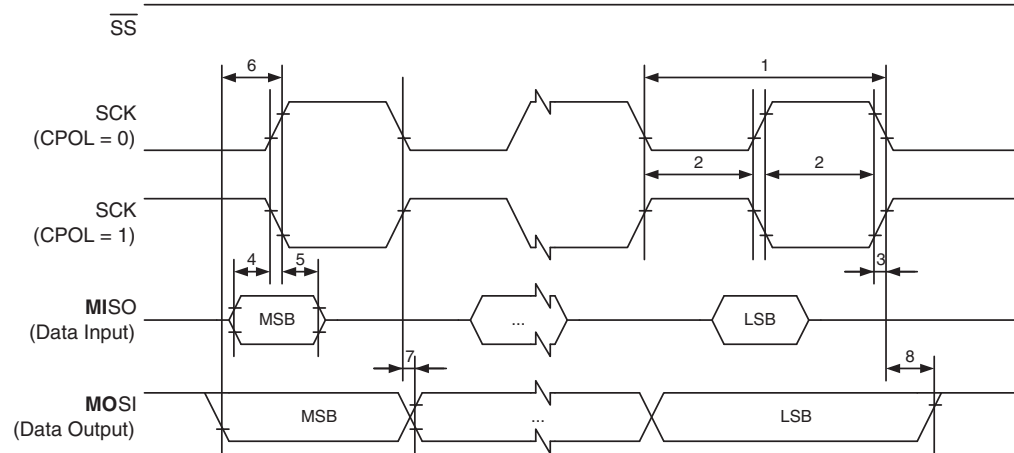 SS
6
1
SCK
(CPOL = 0)
2
2
SCK
(CPOL = 1)
4
5
3
MISO
(Data Input)
MSB
...
LSB
7
8
MOSI
(Data Output)
MSB
...
LSB